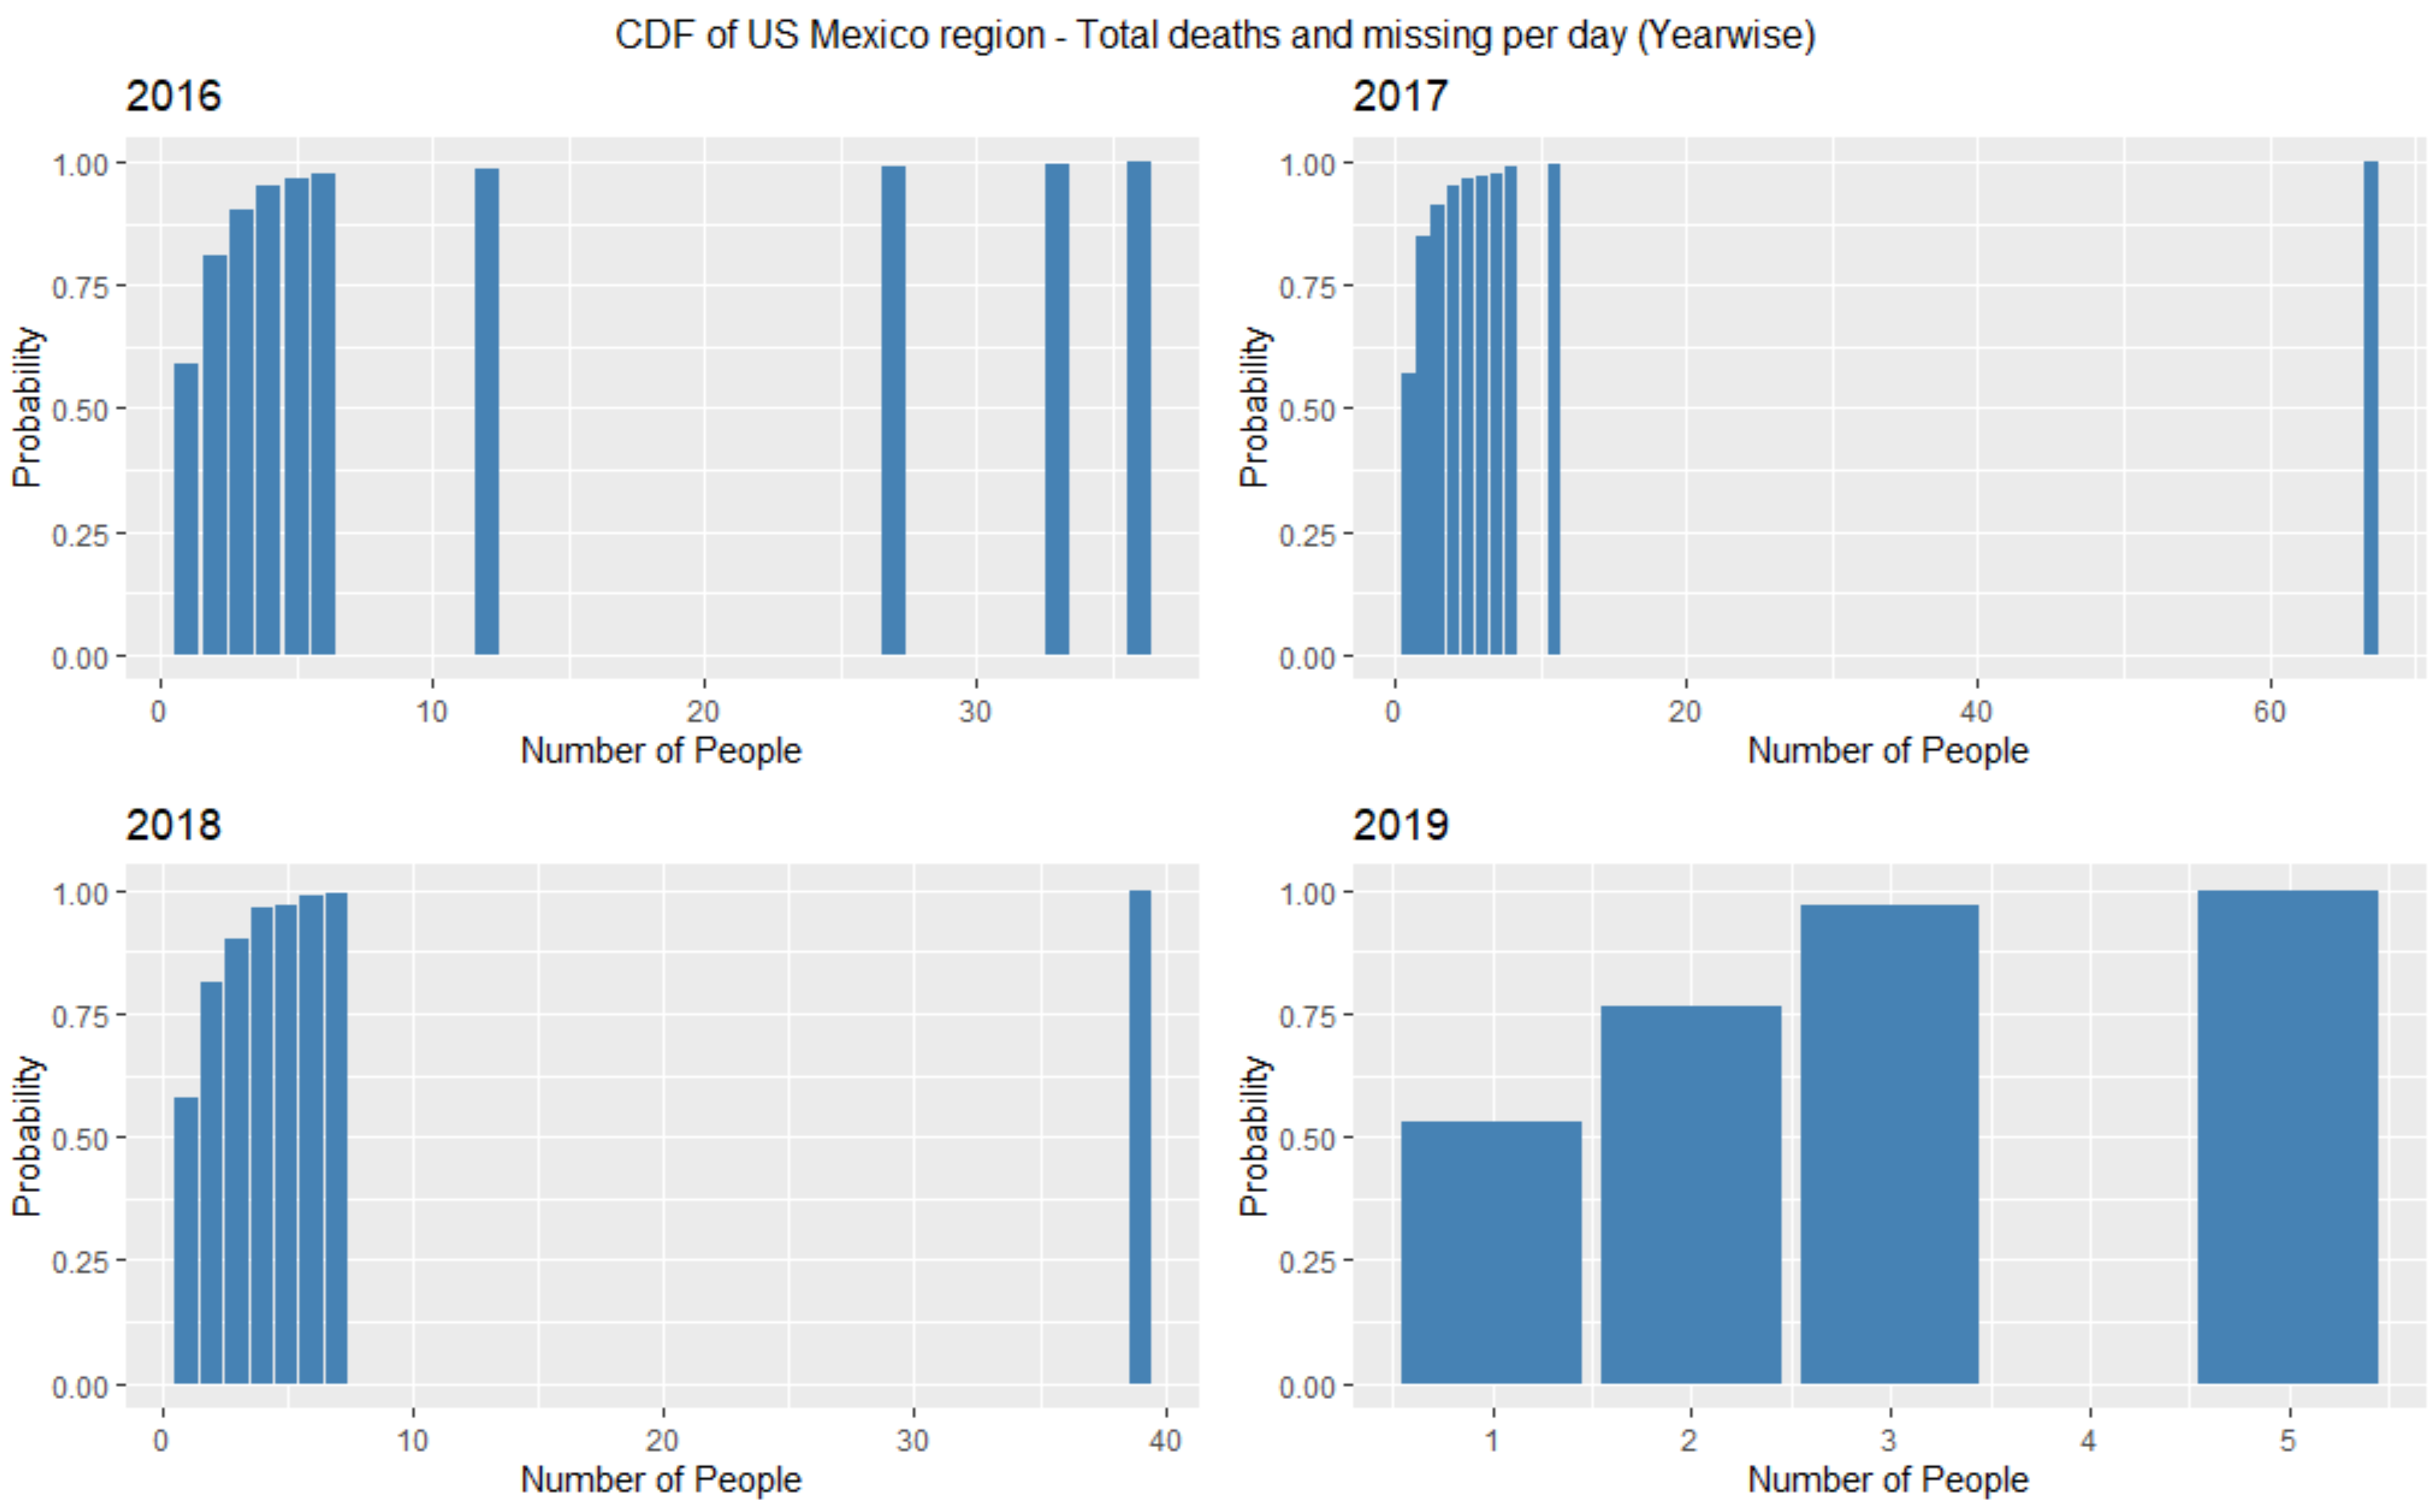 CDF of US Mexico region - Total deaths and missing per day (Yearwise)
2016
1.00
0.75
0.50
0.25
0.00
Probability
0 10 20 30
Number of People
2017
1.00
0.75
0.50
0.25
0.00
Probability
0 20 40 60
Number of People
2018
1.00
0.75
0.50
0.25
0.00
Probability
0 10 20 30 40
Number of People
2019
1.00
0.75
0.50
0.25
0.00
Probability
1 2 3 4 5
Number of People